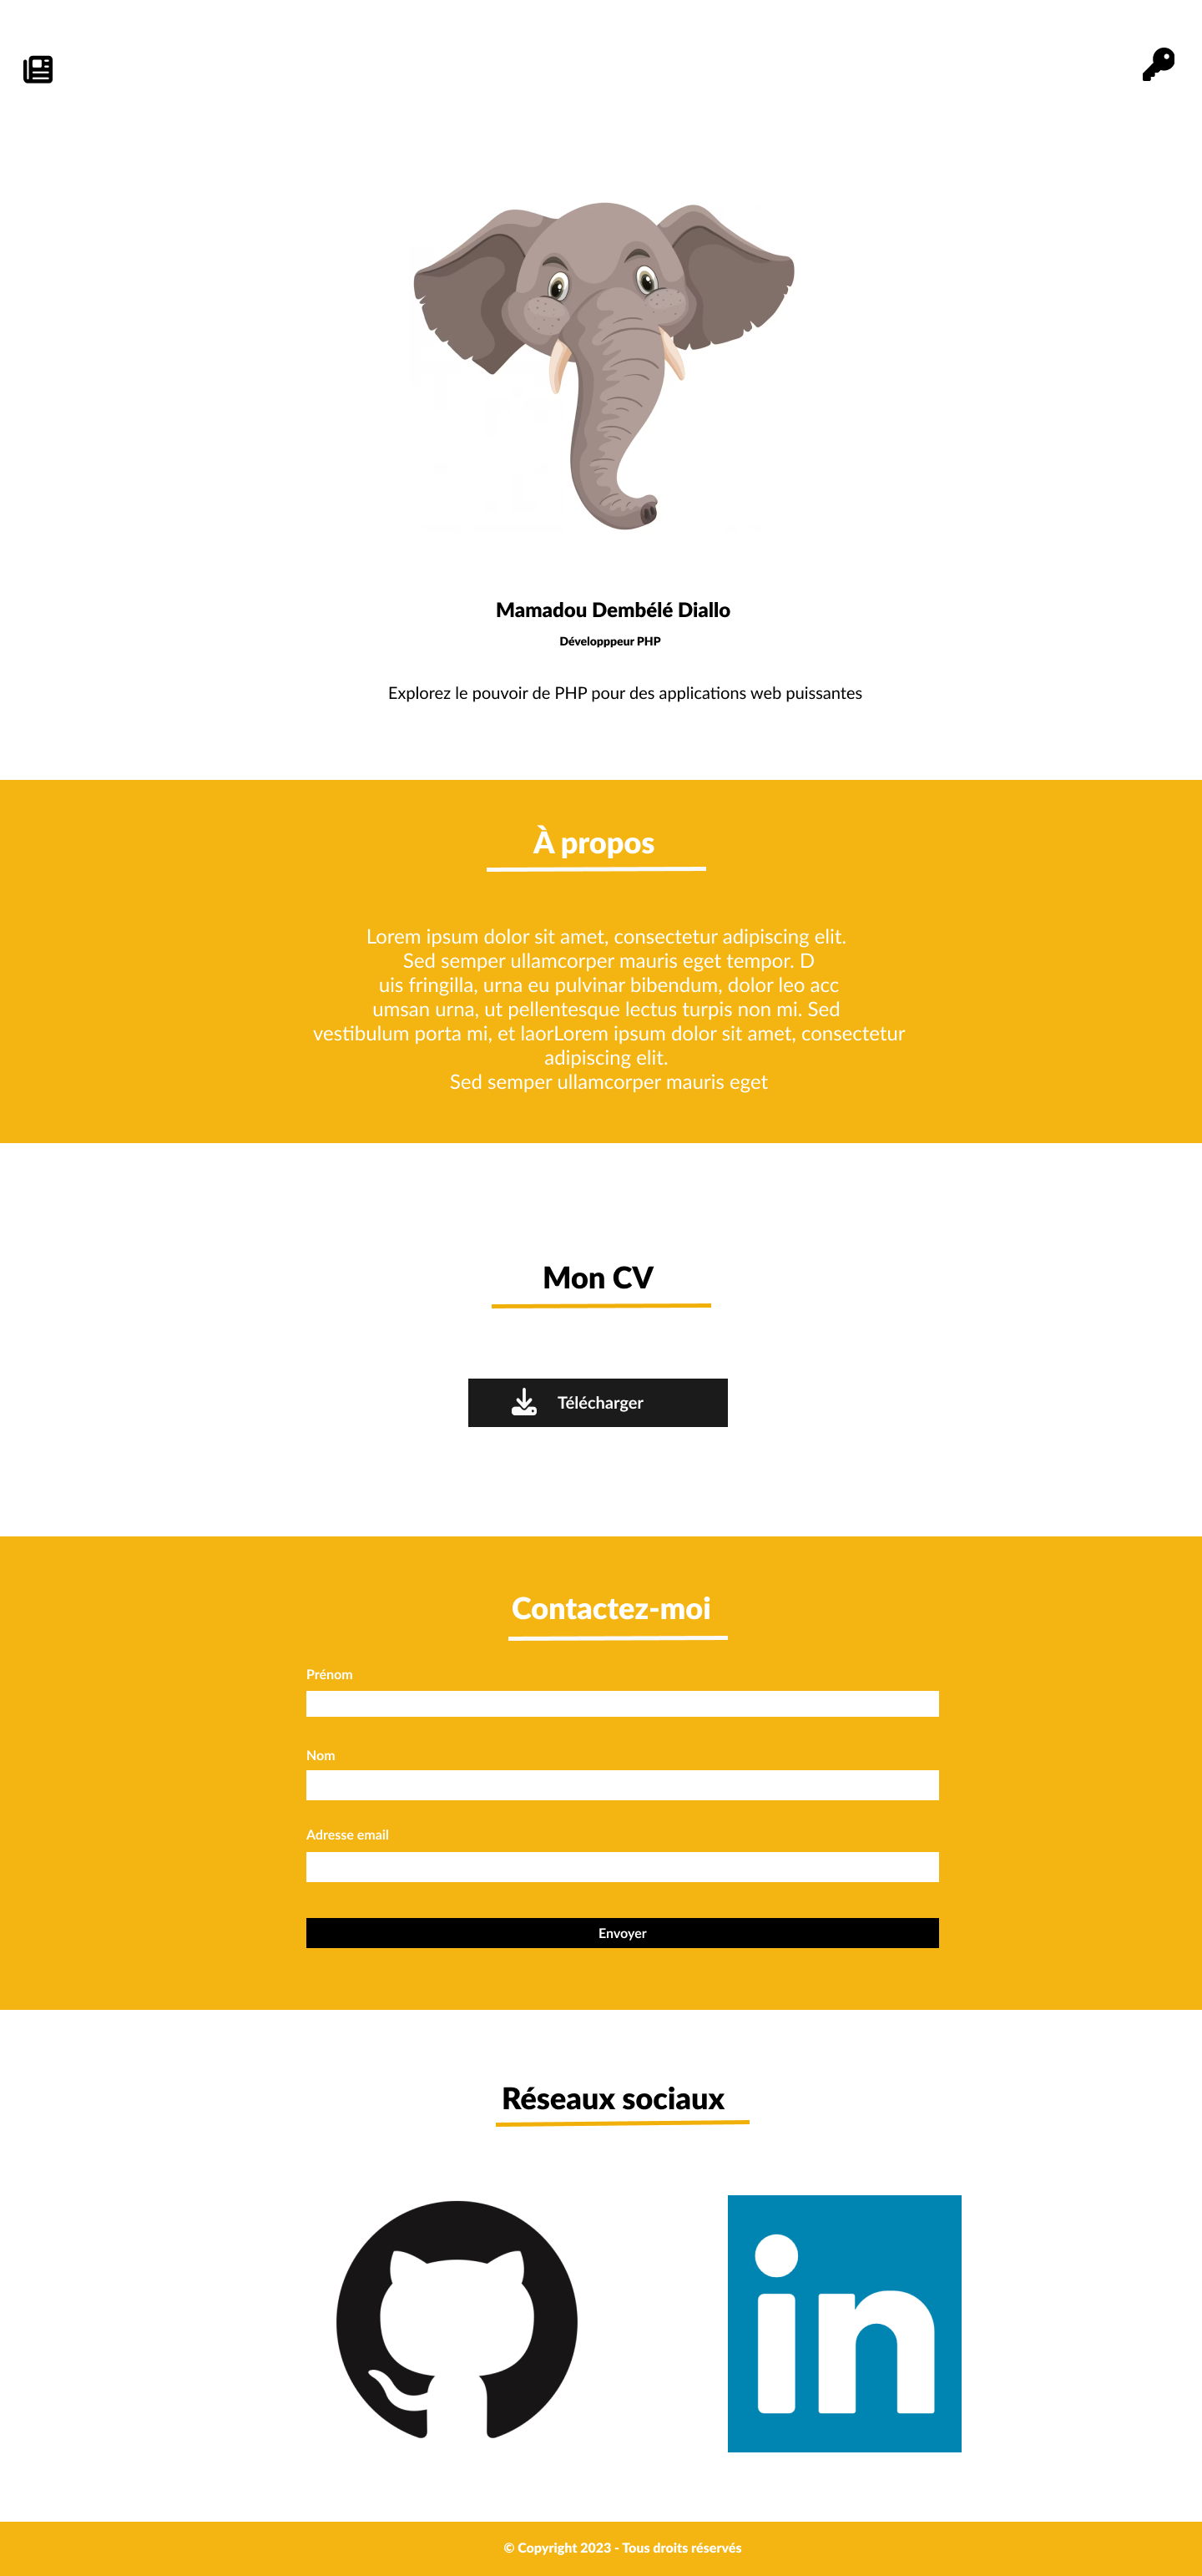 Mamadou Dembélé Diallo
Développpeur PHP
Explorez le pouvoir de PHP pour des applications web puissantes
À propos
Lorem ipsum dolor sit amet, consectetur adipiscing elit.
Sed semper ullamcorper mauris eget tempor. D
uis fringilla, urna eu pulvinar bibendum, dolor leo acc
umsan urna, ut pellentesque lectus turpis non mi. Sed
vestibulum porta mi, et laorLorem ipsum dolor sit amet, consectetur
adipiscing elit.
Sed semper ullamcorper mauris eget
Mon CV
Télécharger
Contactez-moi
Prénom
Nom
Adresse email
Envoyer
Réseaux sociaux
in
© Copyright 2023 - Tous droits réservés